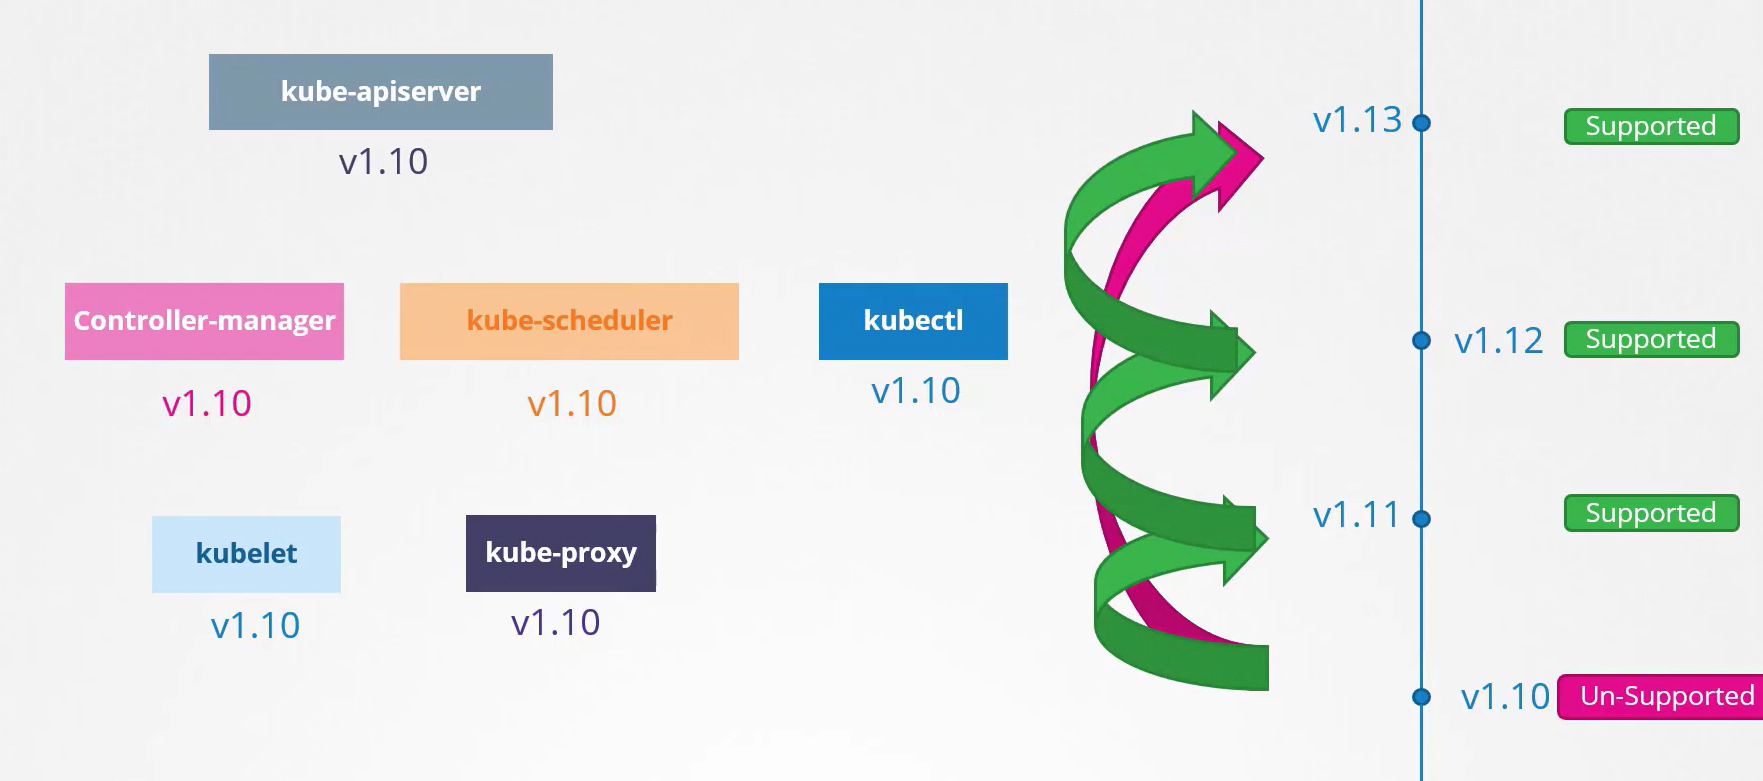 kube-apiserver
v1.10
Controller-manager
v1.10
kube-scheduler
v1.10
kubectl
v1.10
kubelet
v1.10
kube-proxy
v1.10
v1.13
Supported
v1.12
Supported
v1.11
Supported
v1.10
Un-Supported